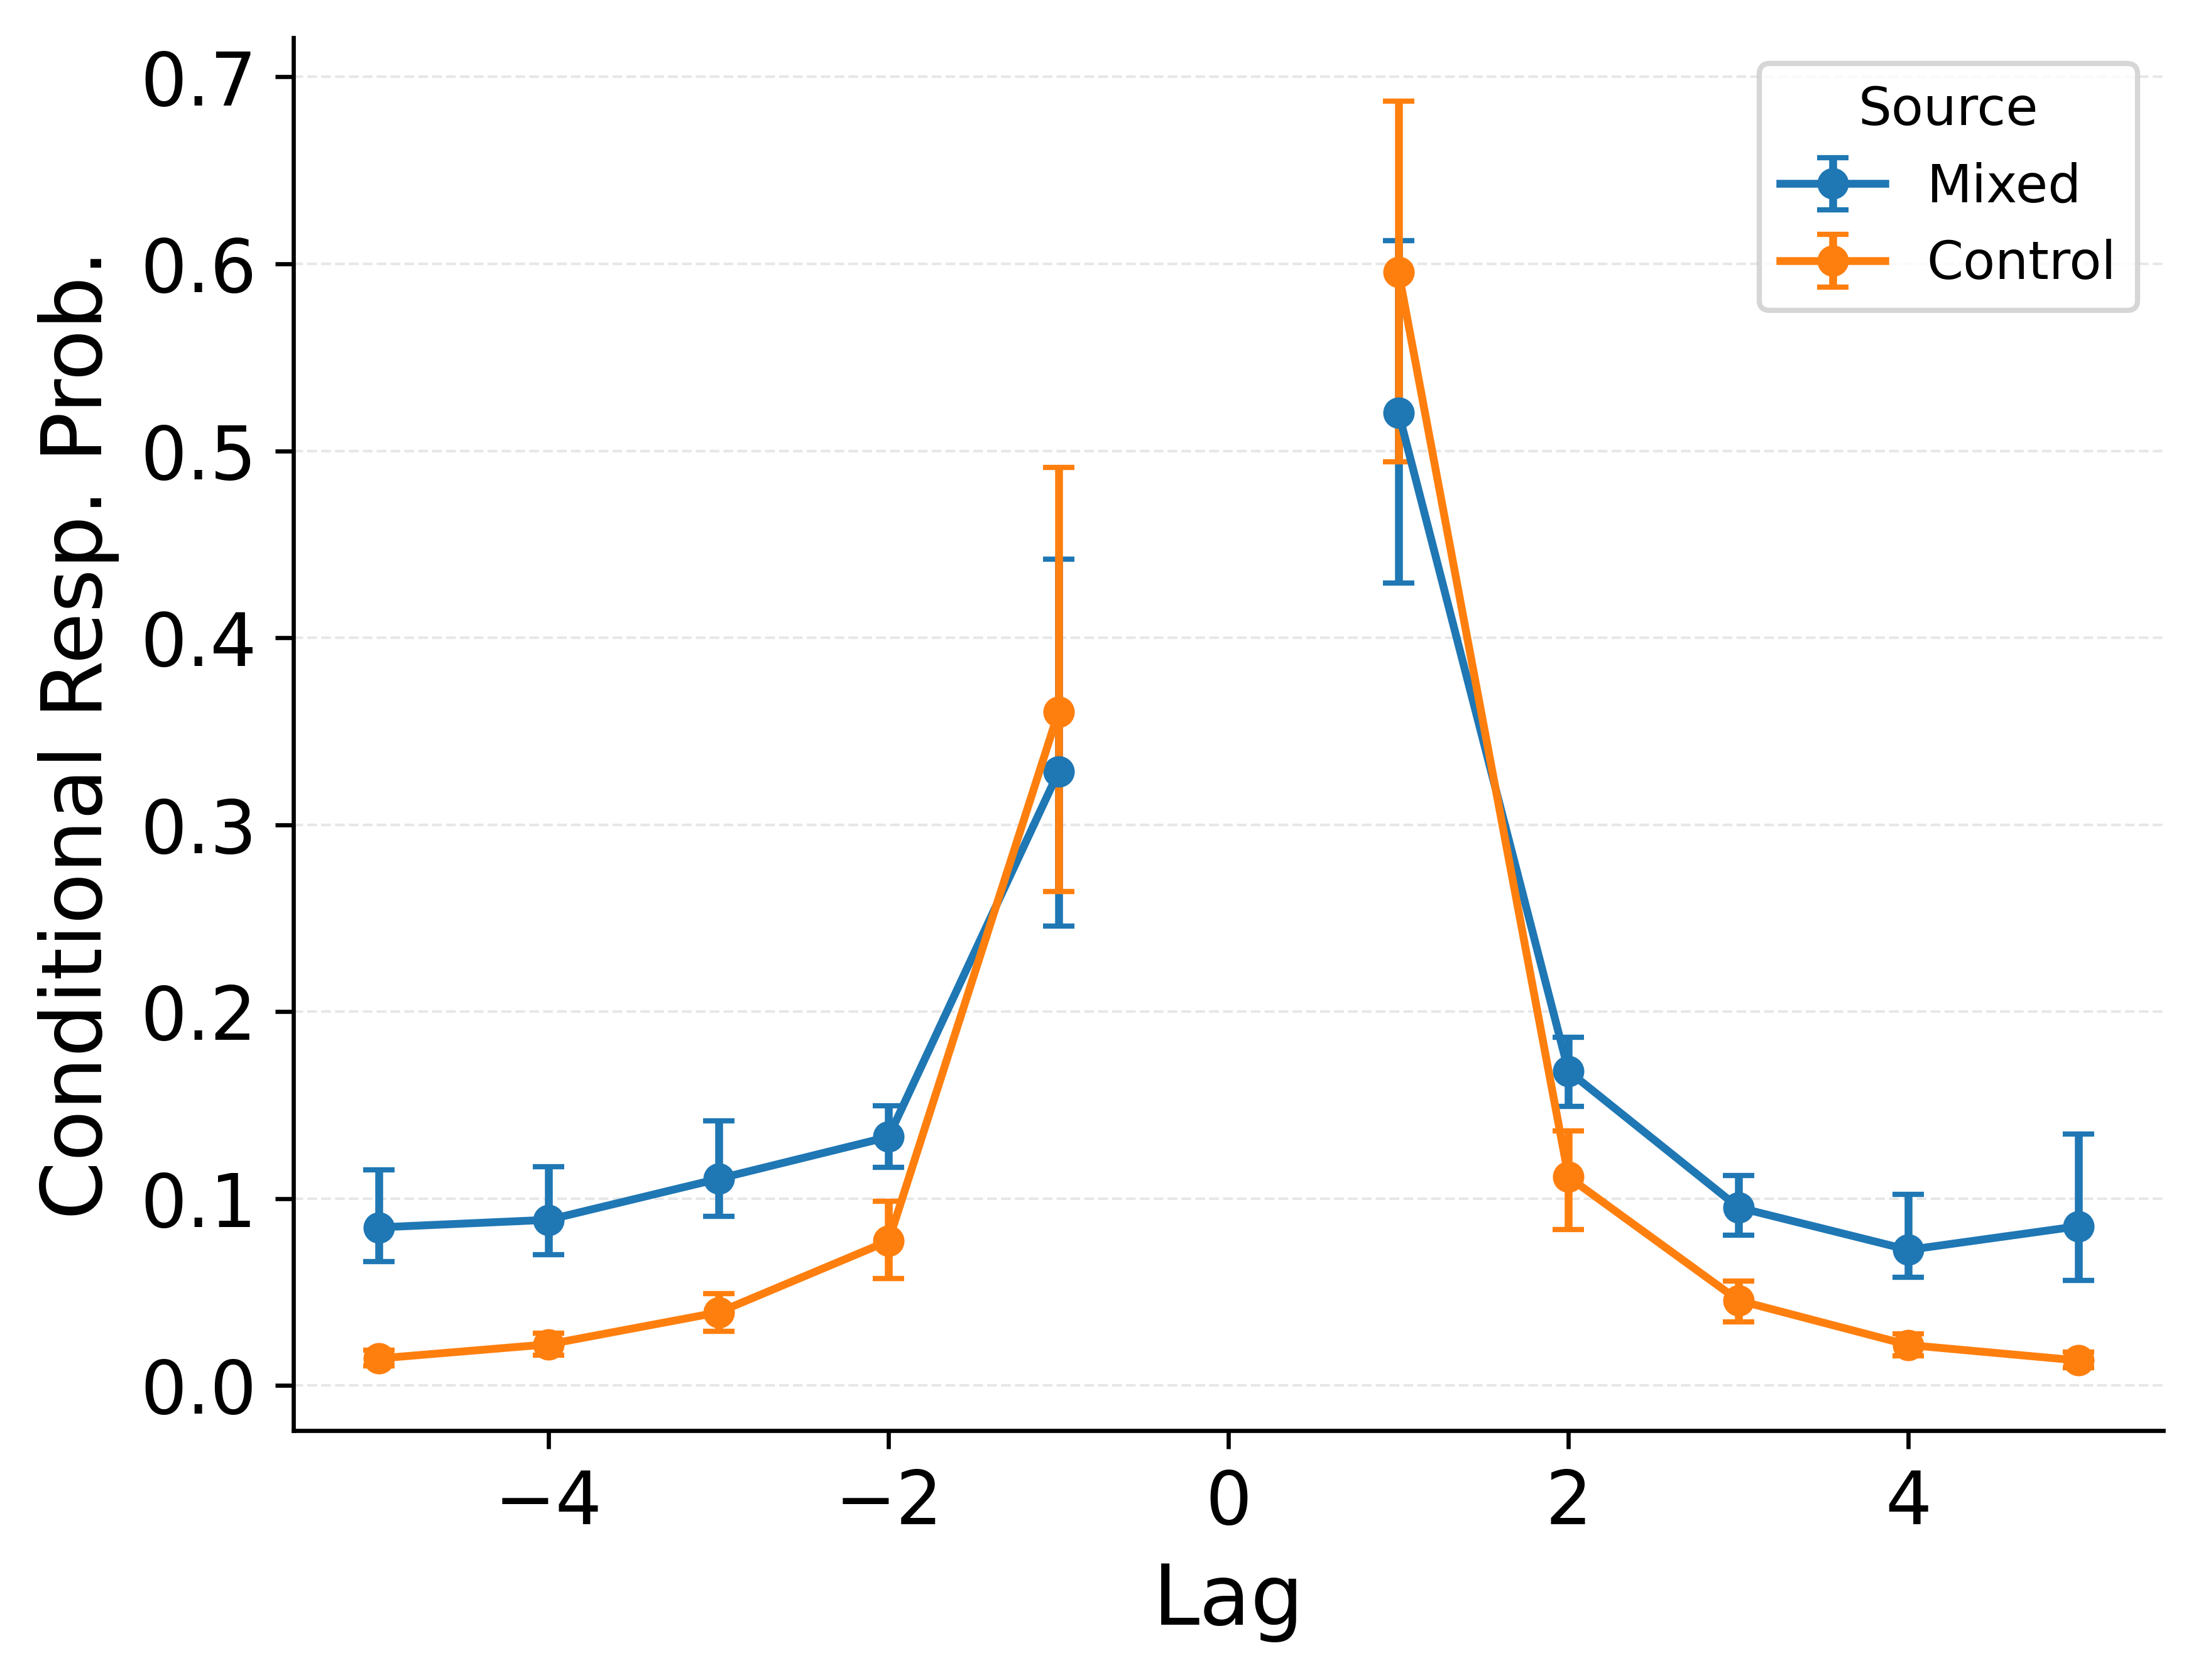 0.7
0.6
0.5
0.4
0.3
0.2
0.1
0.0
Conditional Resp. Prob.
Source
Mixed
Control
−4 −2 0 2 4
Lag